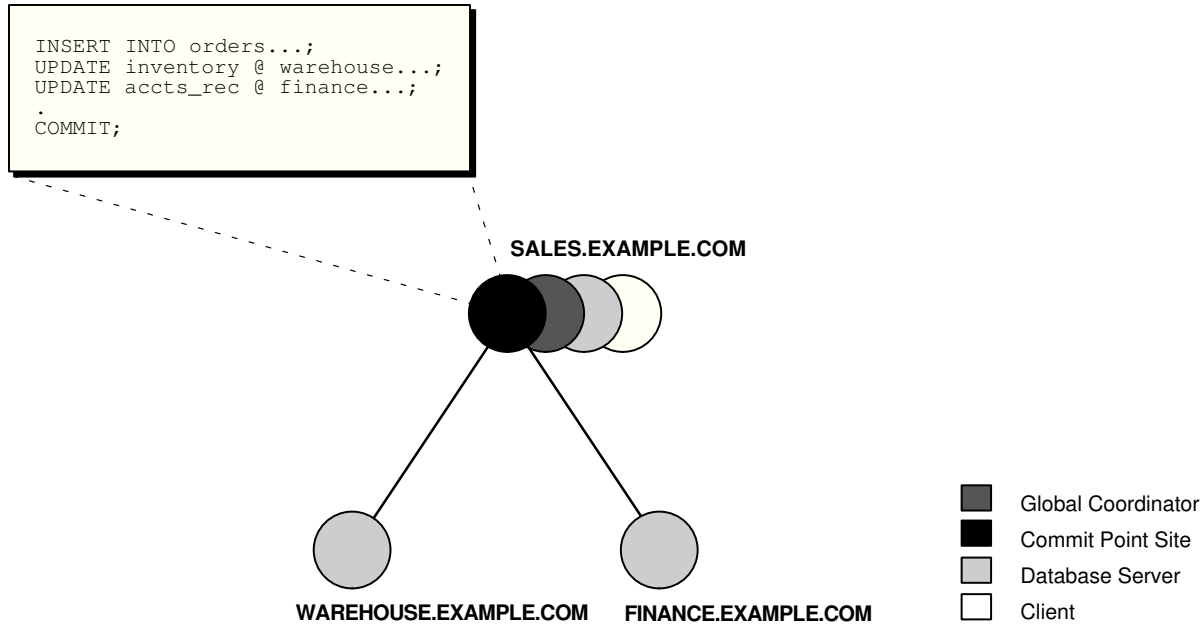 INSERT INTO orders...;
UPDATE inventory @ warehouse...;
UPDATE accts_rec @ finance...;
.
COMMIT;
SALES.EXAMPLE.COM
WAREHOUSE.EXAMPLE.COM
FINANCE.EXAMPLE.COM
Global Coordinator
Commit Point Site
Database Server
Client